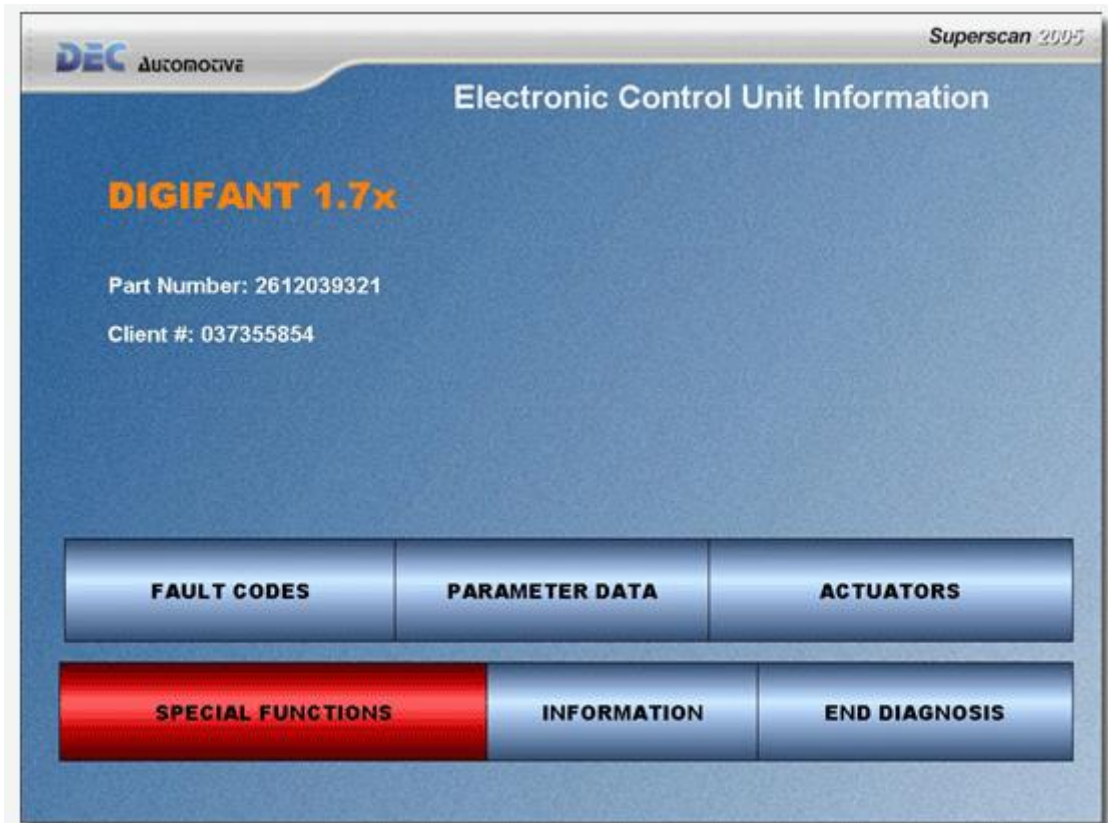 Superscan 2005
DEC Automotive
Electronic Control Unit Information
DIGIFANT 1.7x
Part Number: 2612039321
Client #: 037355854
FAULT CODES
PARAMETER DATA
ACTUATORS
SPECIAL FUNCTIONS
INFORMATION
END DIAGNOSIS